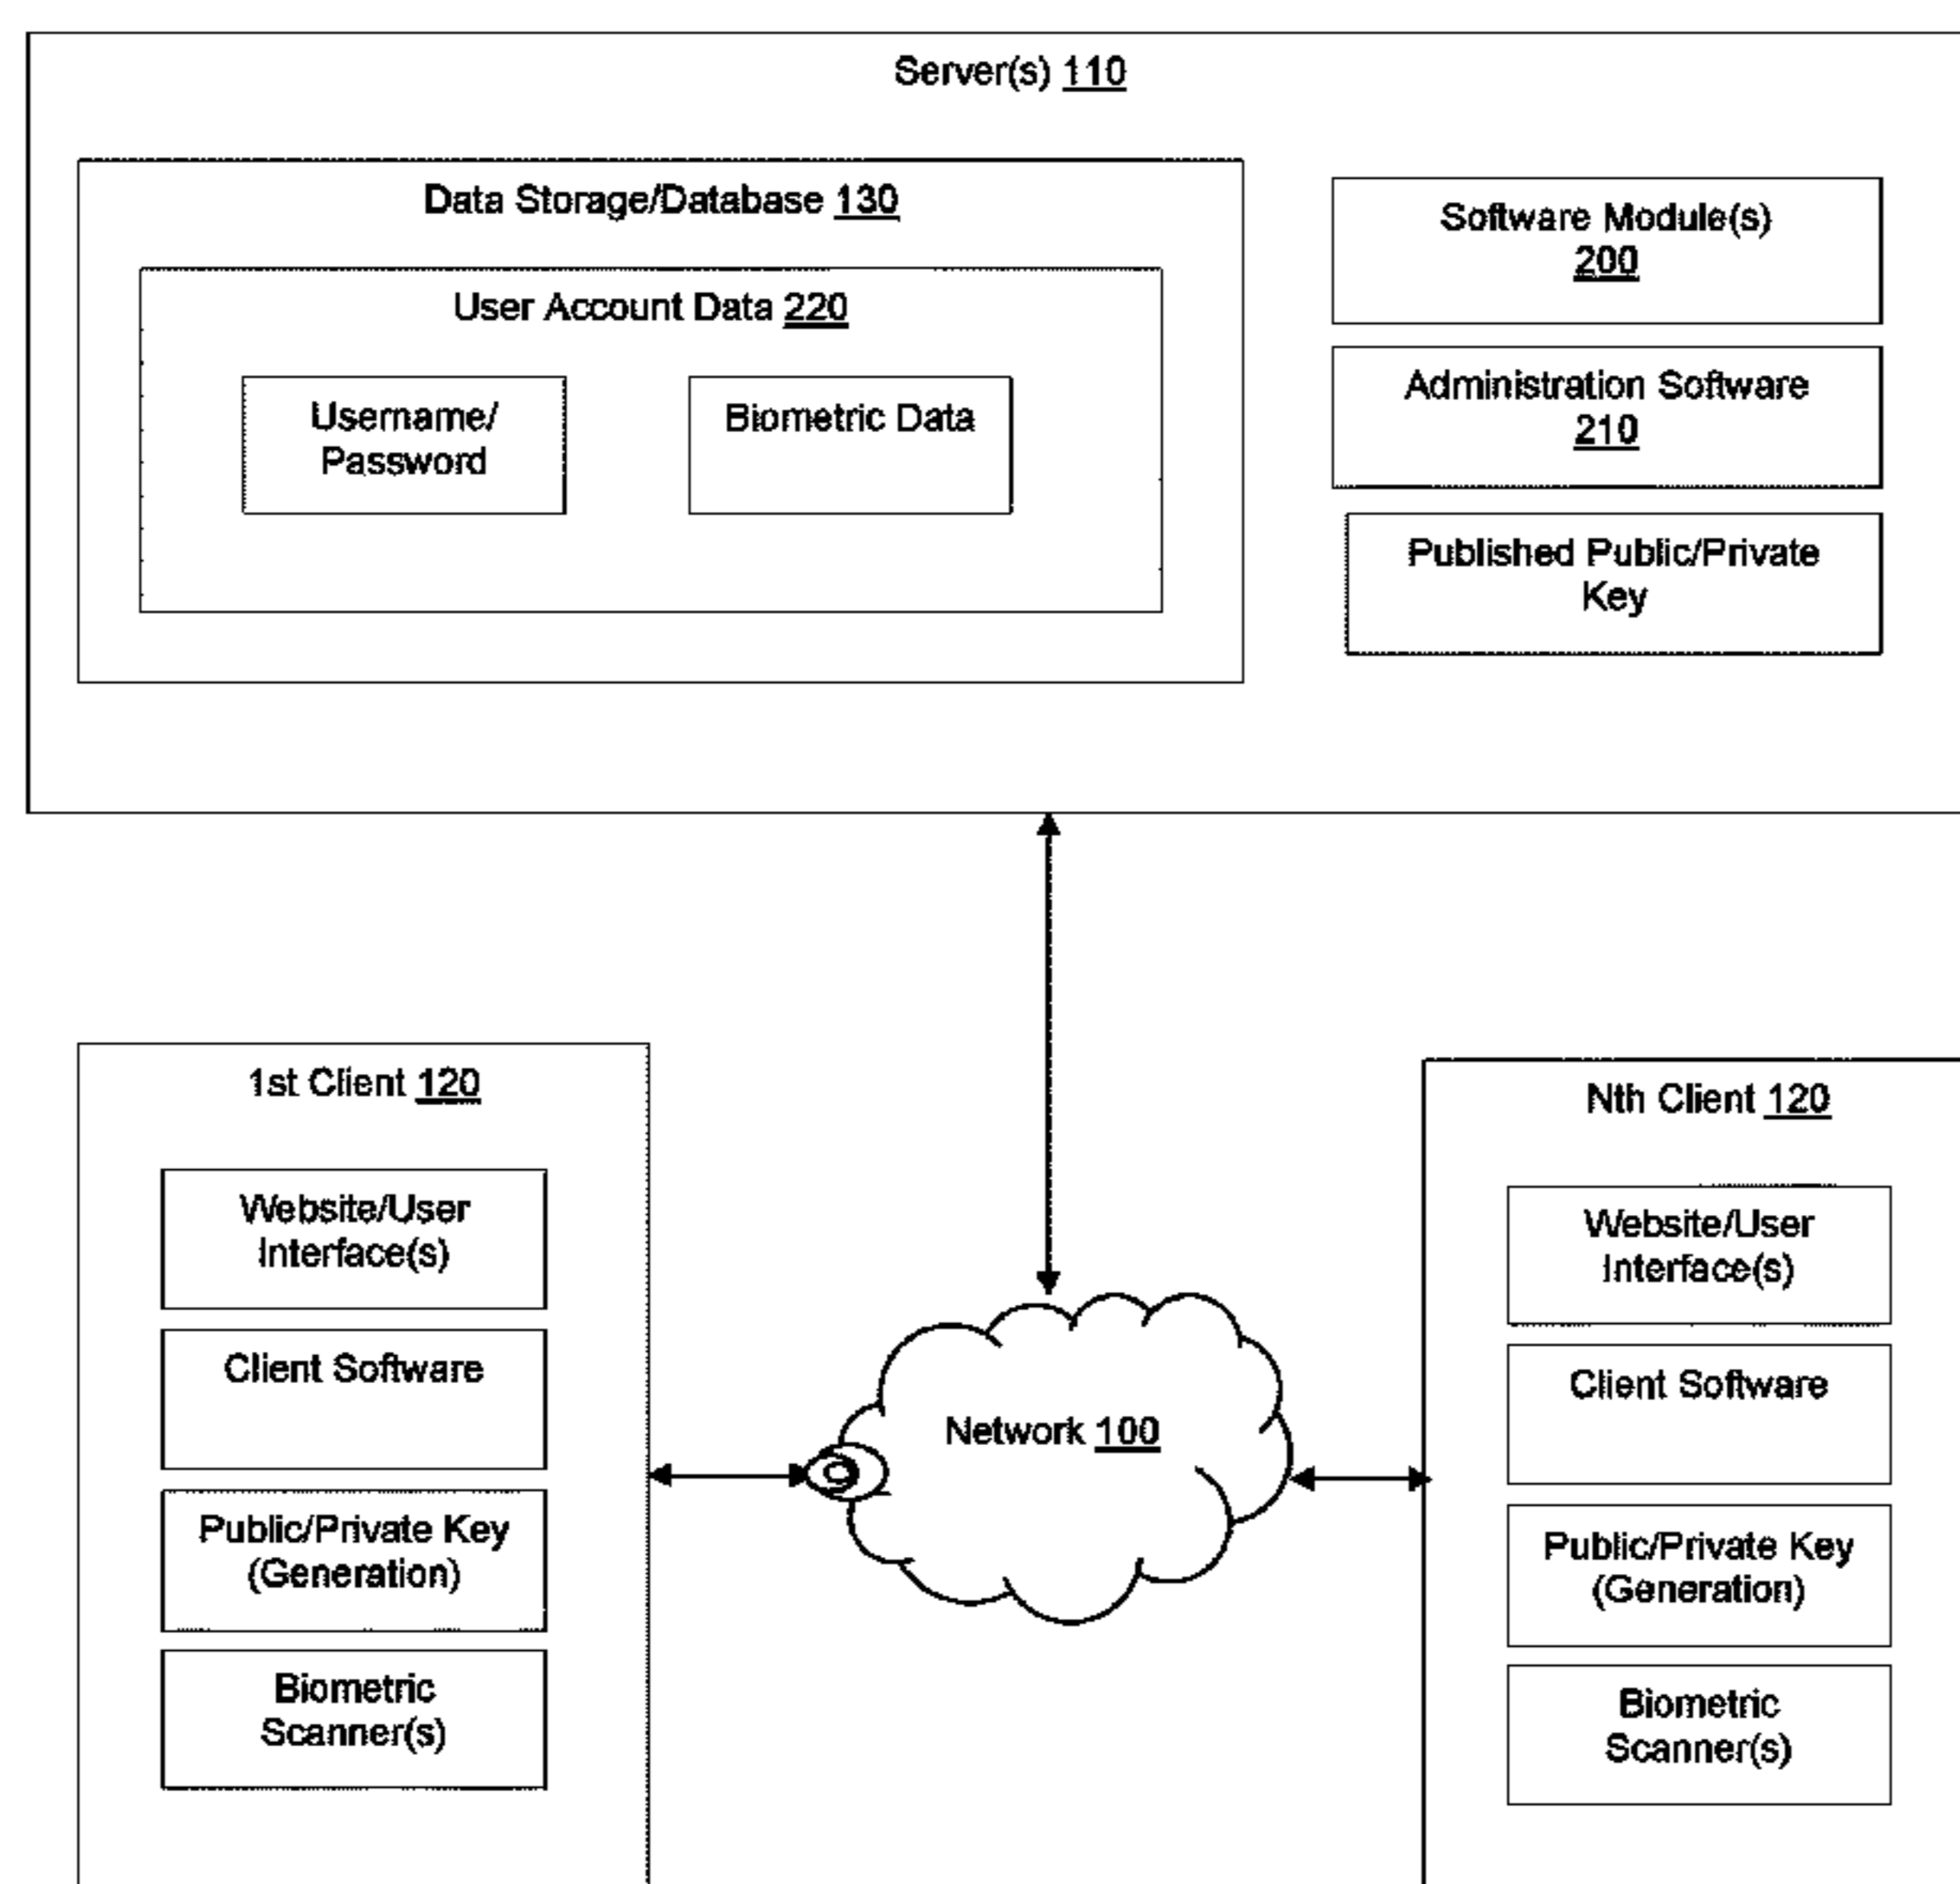 Server(s) 110
Data Storage/Database 130
User Account Data 220
Username/
Password
Biometric Data
Software Module(s)
200
Administration Software
210
Published Public/Private
Key
1st Client 120
Website/User
Interface(s)
Client Software
Public/Private Key
(Generation)
Biometric
Scanner(s)
Network 100
Nth Client 120
Website/User
Interface(s)
Client Software
Public/Private Key
(Generation)
Biometric
Scanner(s)